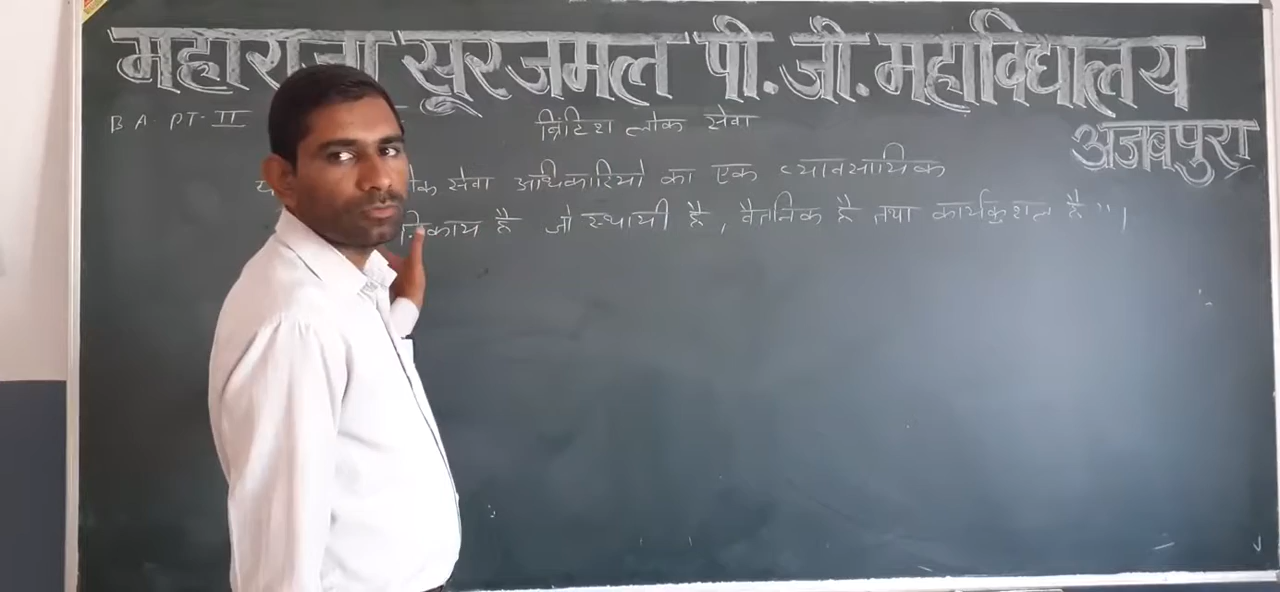 महाराजा सूरजमल पी.जी.महाविद्यालय
अजबपुरा
B A. PT- II
ब्रिटिश लोक सेवा
लोक सेवा अधिकारियो का एक व्यावसायिक
निकाय है जो स्थायी है, वैतनिक है तथा कार्यकुशल है"।